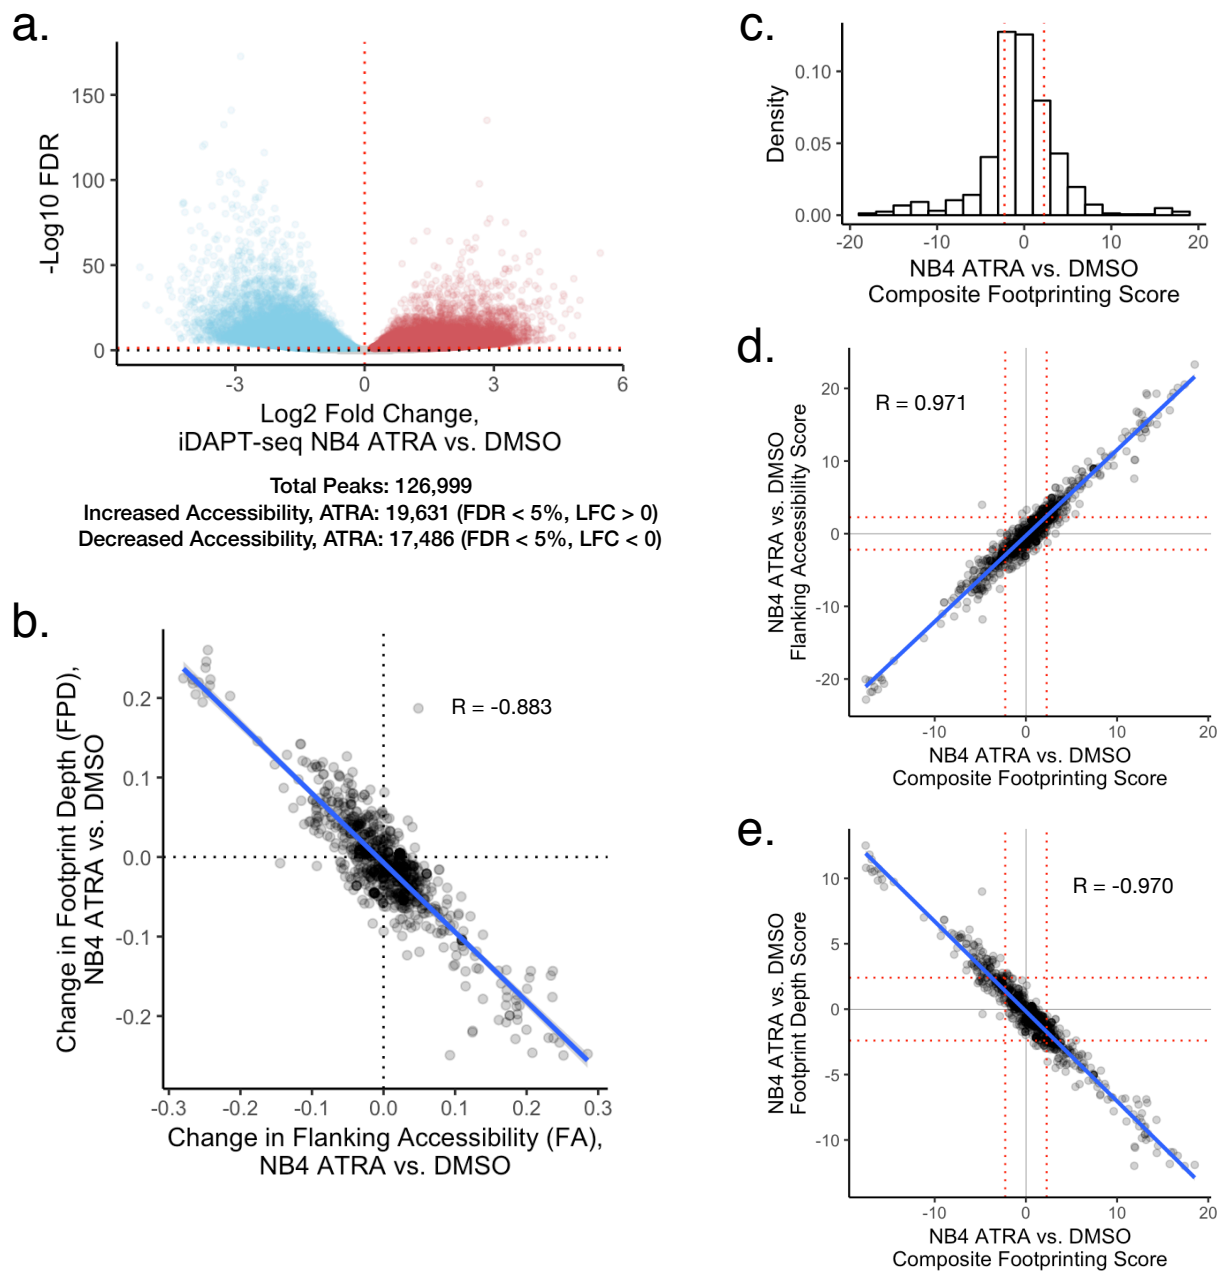 a.
150
100
50
0
-Log10 FDR
-3
0
3
6
Log2 Fold Change,
iDAPT-seq NB4 ATRA vs. DMSO
Total Peaks: 126,999
Increased Accessibility, ATRA: 19,631 (FDR < 5%, LFC > 0)
Decreased Accessibility, ATRA: 17,486 (FDR < 5%, LFC < 0)
b.
0.2
0.1
0.0
-0.1
-0.2
Change in Footprint Depth (FPD),
NB4 ATRA vs. DMSO
R = -0.883
-0.3
-0.2
-0.1
0.0
0.1
0.2
0.3
Change in Flanking Accessibility (FA),
NB4 ATRA vs. DMSO
c.
0.10
0.05
0.00
Density
-20
-10
0
10
20
NB4 ATRA vs. DMSO
Composite Footprinting Score
d.
20
10
0
-10
-20
NB4 ATRA vs. DMSO
Flanking Accessibility Score
R = 0.971
-10
0
10
20
NB4 ATRA vs. DMSO
Composite Footprinting Score
e.
10
5
0
-5
-10
NB4 ATRA vs. DMSO
Footprint Depth Score
R = -0.970
-10
0
10
20
NB4 ATRA vs. DMSO
Composite Footprinting Score